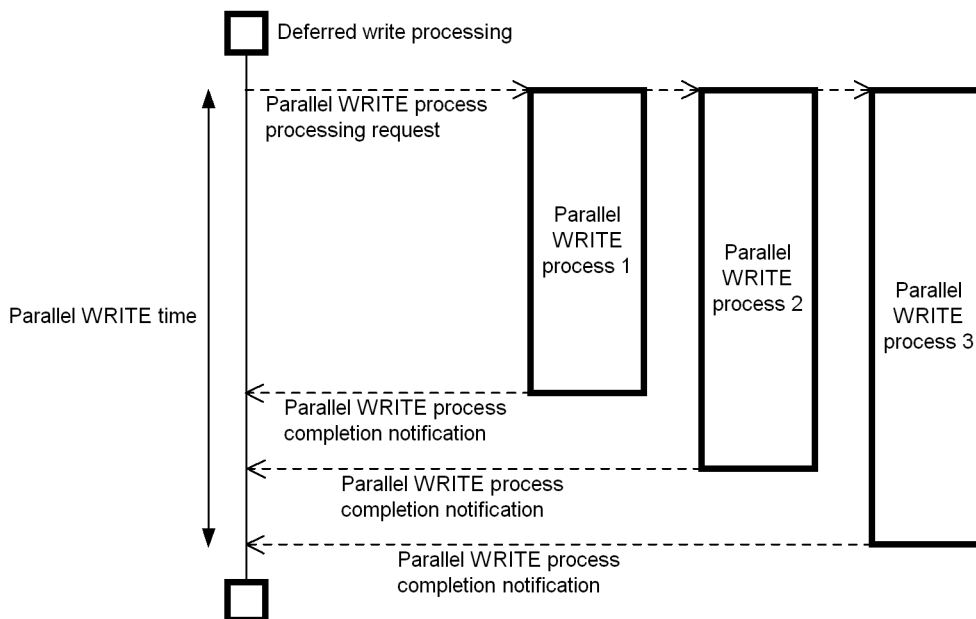 Deferred write processing
Parallel WRITE process
processing request
Parallel
WRITE
process 1
Parallel
WRITE
process 2
Parallel
WRITE
process 3
Parallel WRITE time
Parallel WRITE process
completion notification
Parallel WRITE process
completion notification
Parallel WRITE process
completion notification